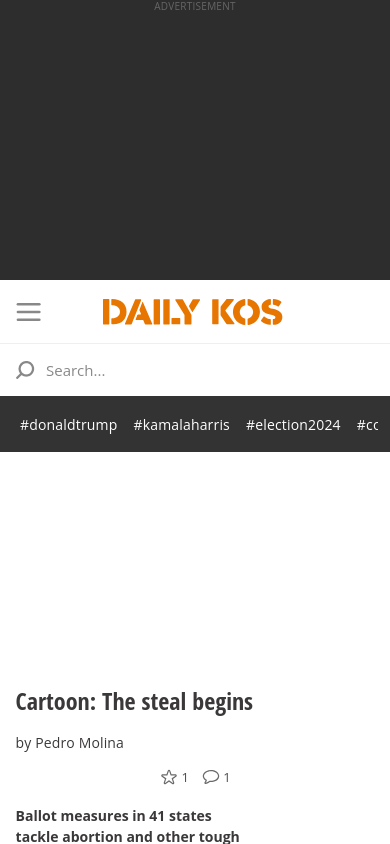 ADVERTISEMENT
DAILY KOS
Search...
#donaldtrump #kamalaharris #election2024
Cartoon: The steal begins
by Pedro Molina
1 1
Ballot measures in 41 states
tackle abortion and other tough